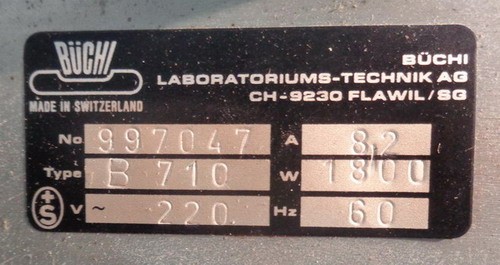 BÜCHI
MADE IN SWITZERLAND
BÜCHI
LABORATORIUMS-TECHNIK AG
CH-9230 FLAWIL/SG
No 997047 A 8,2
Type B 710 W 1800
+S V ~ 220 Hz 60